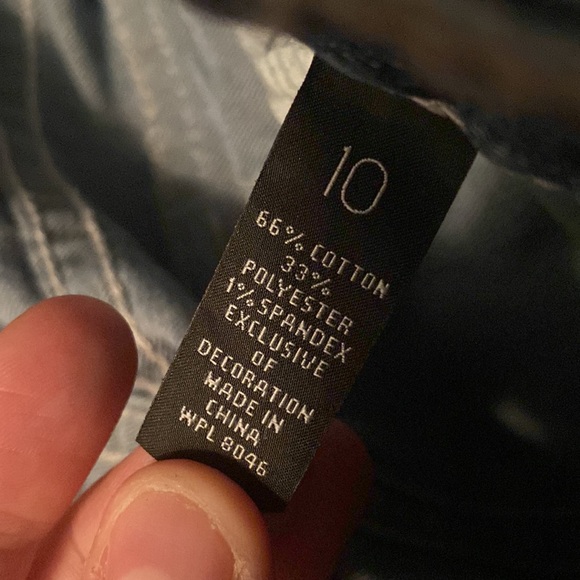 10
66% COTTON
33%
POLYESTER
1% SPANDEX
EXCLUSIVE
OF
DECORATION
MADE IN
CHINA
WPL 8046